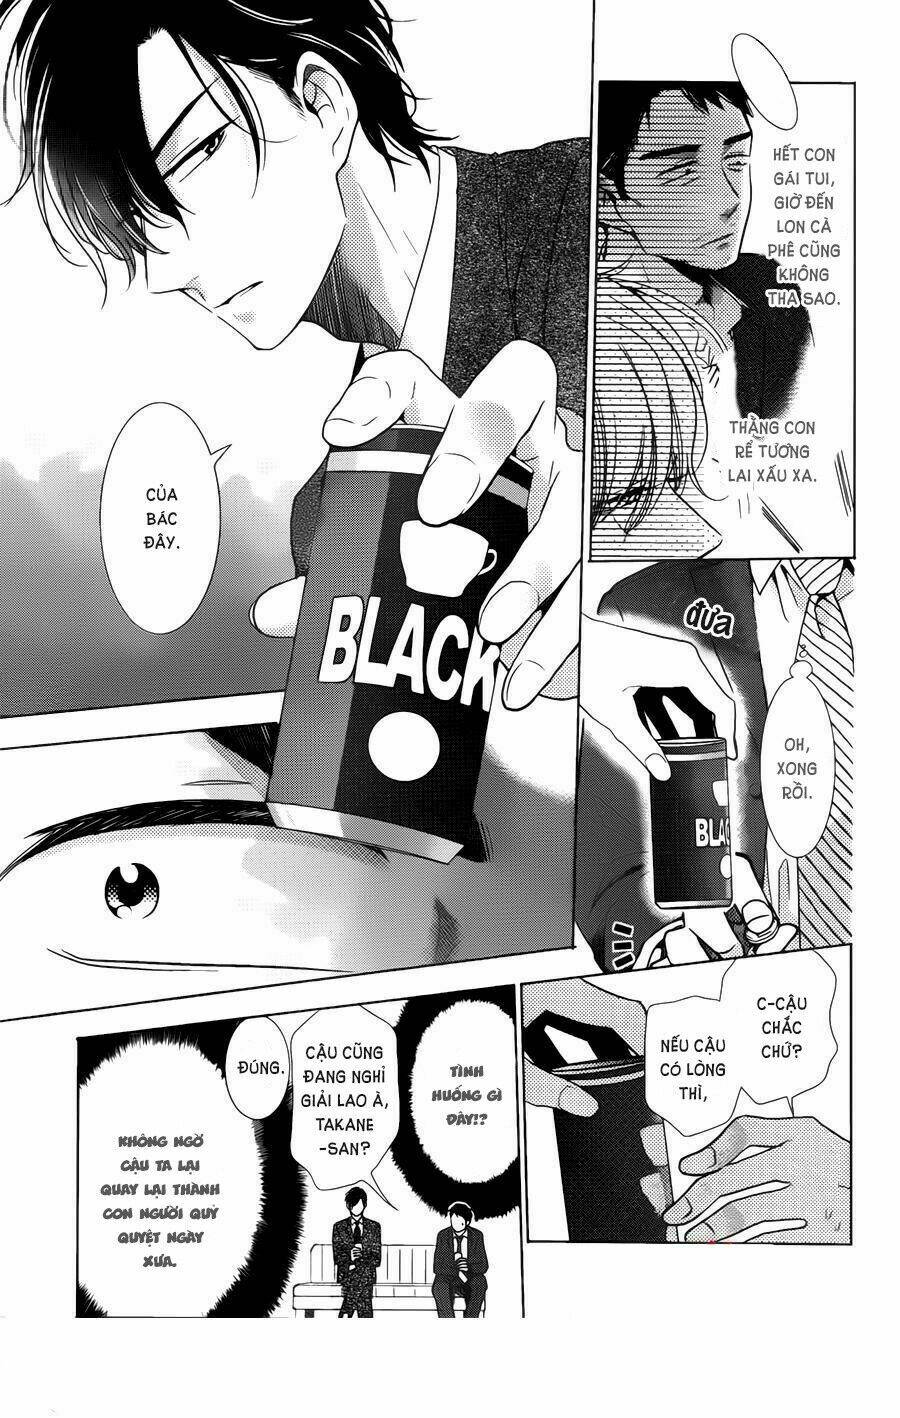 HẾT CON
GÁI TUI,
GIỜ ĐẾN
LON CÀ
PHÊ CŨNG
KHÔNG
THA SAO.
THẰNG CON
RỂ TƯƠNG
LAI XẤU XA.
CỦA
BÁC
ĐÂY.
BLACK
đưa
OH,
XONG
RỒI.
BLAC
C-CẬU
CHẮC
CHỨ?
NẾU CẬU
CÓ LÒNG
THÌ,
TÌNH
HUỐNG GÌ
ĐÂY!?
CẬU CŨNG
ĐANG NGHỈ
GIẢI LAO À,
TAKANE
-SAN?
ĐÚNG.
KHÔNG NGỜ
CẬU TA LẠI
QUAY LẠI THÀNH
CON NGƯỜI QUỶ
QUYỆT NGÀY
XƯA.